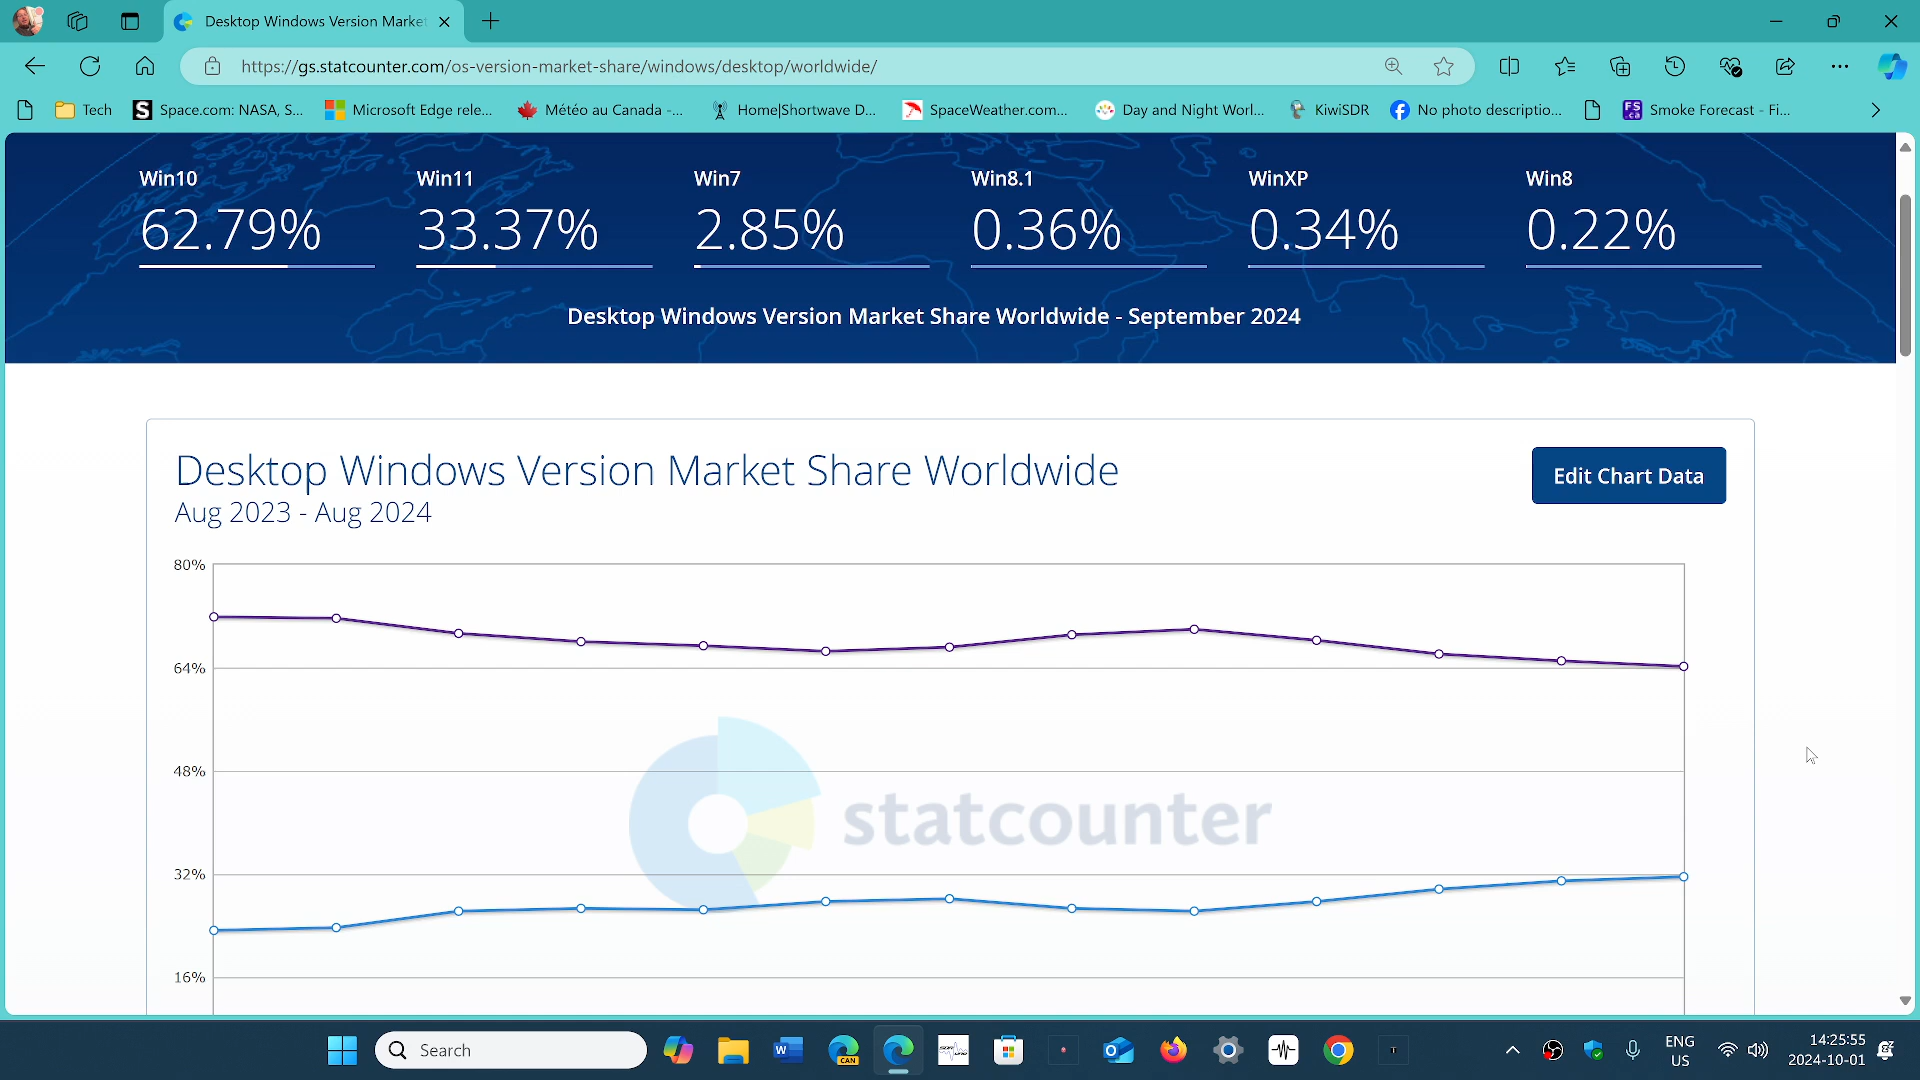 Desktop Windows Version Marke
https://gs.statcounter.com/os-version-market-share/windows/desktop/worldwide/
Tech
Space.com: NASA, S...
Microsoft Edge rele...
Météo au Canada -...
Home|Shortwave D...
SpaceWeather.com...
Day and Night Worl...
KiwiSDR
No photo descriptio...
FS
.ca
Smoke Forecast - Fi...
Win10
Win11
Win7
Win8.1
WinXP
Win8
62.79%
33.37%
2.85%
0.36%
0.34%
0.22%
Desktop Windows Version Market Share Worldwide - September 2024
Desktop Windows Version Market Share Worldwide
Aug 2023 - Aug 2024
Edit Chart Data
80%
64%
48%
statcounter
32%
16%
Search
CAN
ENG
US
14:25:55
2024-10-01